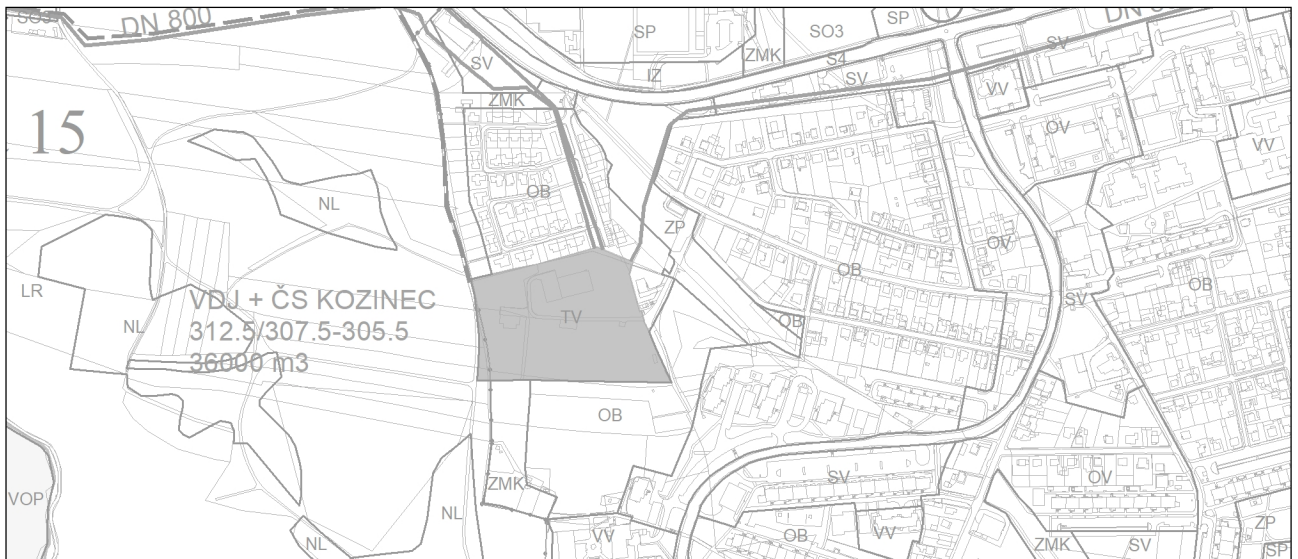 SO3
DN 800
SP
SO3
SP
SV
IZ
ZMK
S4
SV
SV
ZMK
VV
15
OV
VV
OB
NL
ZP
OV
OB
LR
VDJ + ČS KOZINEC
SV
OB
NL
312.5/307.5-305.5
TV
OB
36000 m3
OB
SV
OV
VOP
ZMK
NL
VV
OB
VV
ZMK
SV
ZP
SP
NL